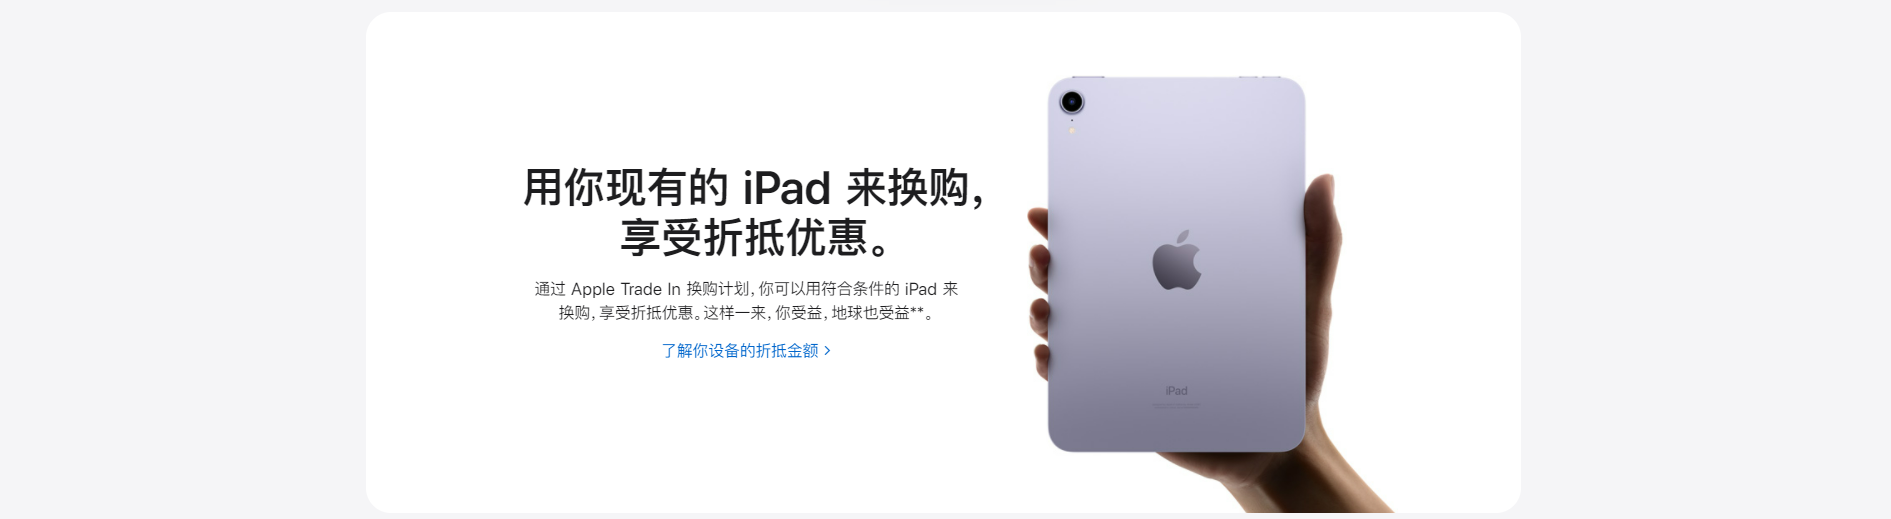 用你现有的 iPad 来换购，
享受折抵优惠。
通过 Apple Trade In 换购计划，你可以用符合条件的 iPad 来
换购，享受折抵优惠。这样一来，你受益，地球也受益**。
了解你设备的折抵金额 >
iPad